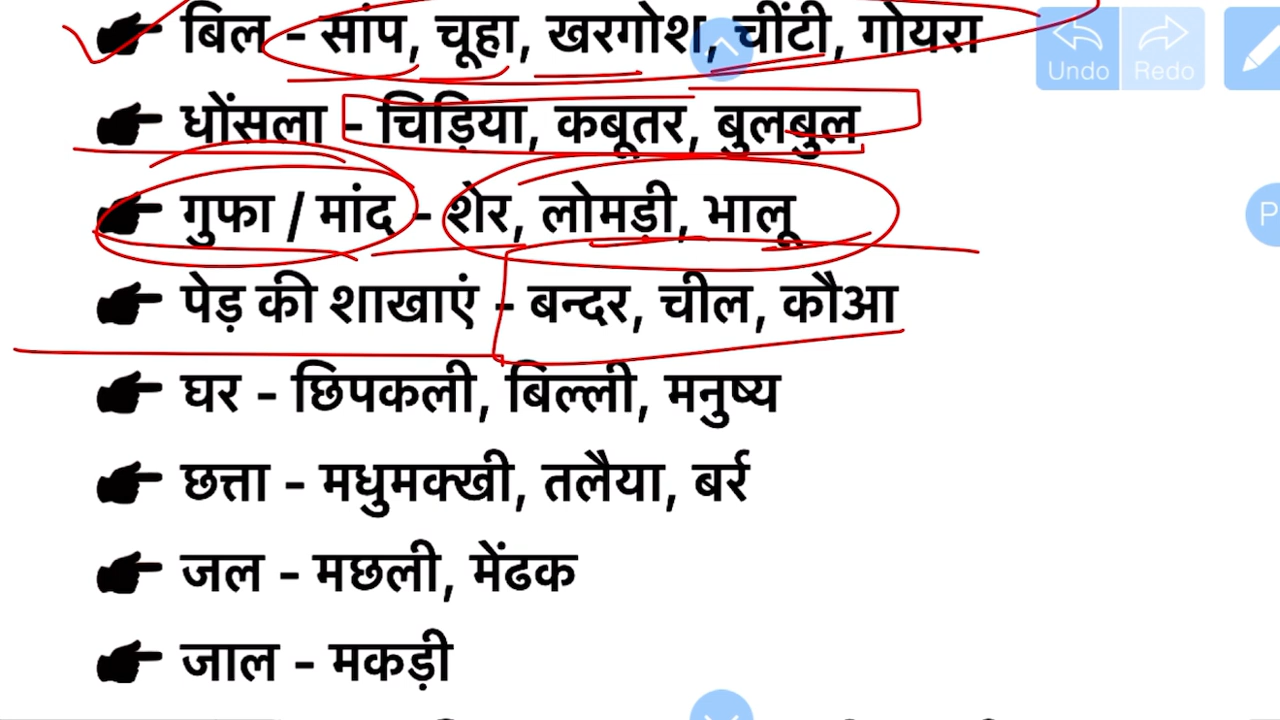 बिल - सांप, चूहा, खरगोश, चींटी, गोयरा
Undo Redo
धोंसला - चिड़िया, कबूतर, बुलबुल
गुफा / मांद - शेर, लोमड़ी, भालू
P
पेड़ की शाखाएं - बन्दर, चील, कौआ
घर - छिपकली, बिल्ली, मनुष्य
छत्ता - मधुमक्खी, तलैया, बर्र
जल - मछली, मेंढक
जाल - मकड़ी